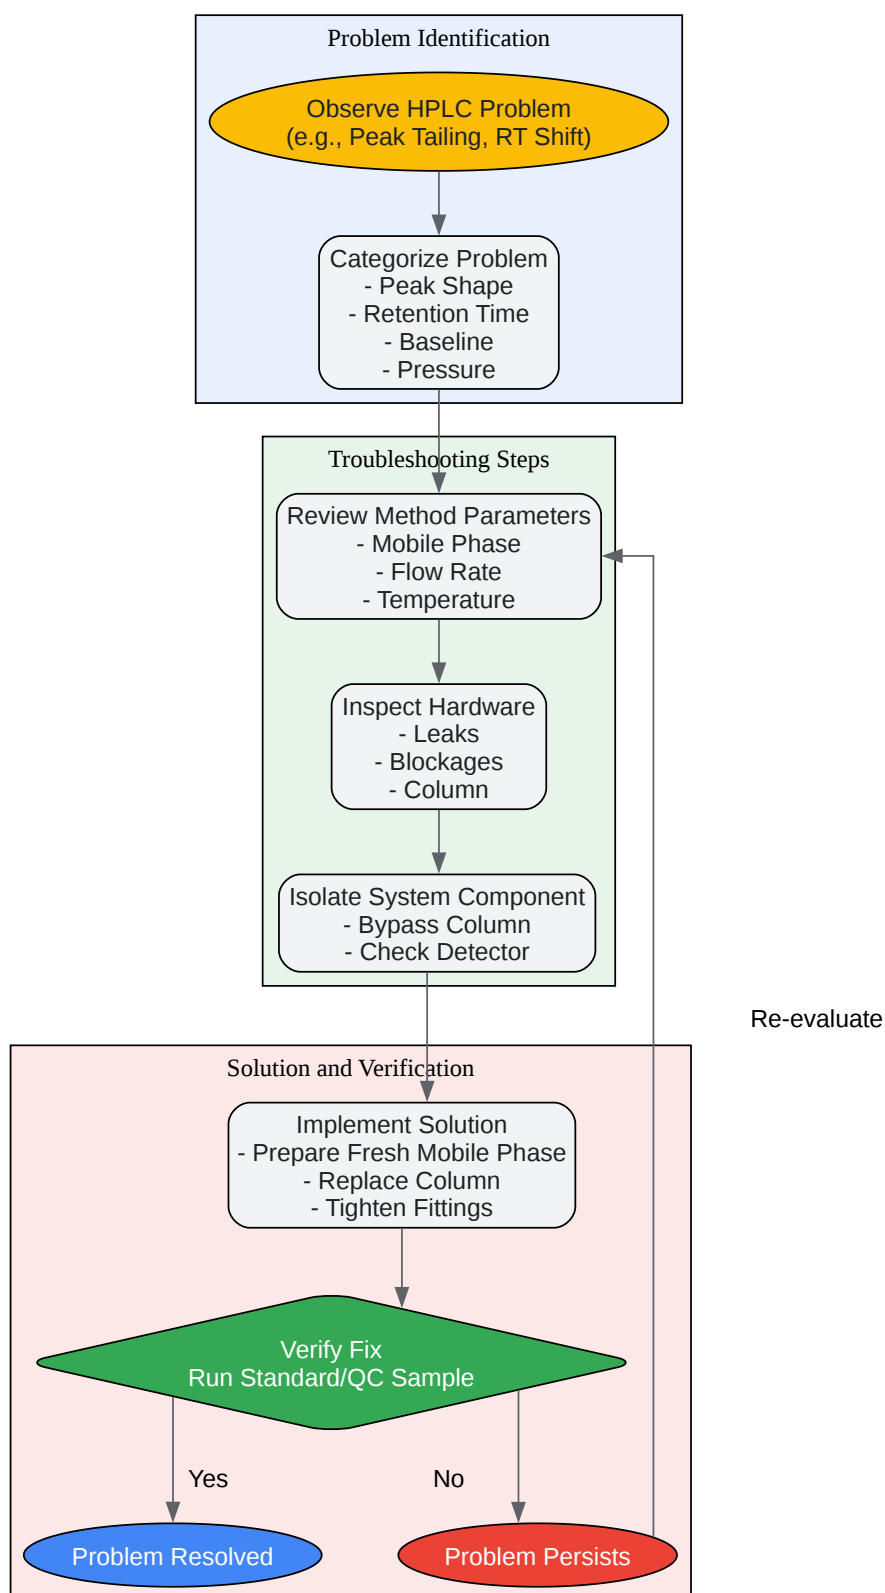 Problem Identification
Observe HPLC Problem
(e.g., Peak Tailing, RT Shift)
Categorize Problem
- Peak Shape
- Retention Time
- Baseline
- Pressure
Troubleshooting Steps
Review Method Parameters
- Mobile Phase
- Flow Rate
- Temperature
Inspect Hardware
- Leaks
- Blockages
- Column
Isolate System Component
- Bypass Column
- Check Detector
Re-evaluate
Solution and Verification
Implement Solution
- Prepare Fresh Mobile Phase
- Replace Column
- Tighten Fittings
Verify Fix
Run Standard/QC Sample
Yes
No
Problem Resolved
Problem Persists